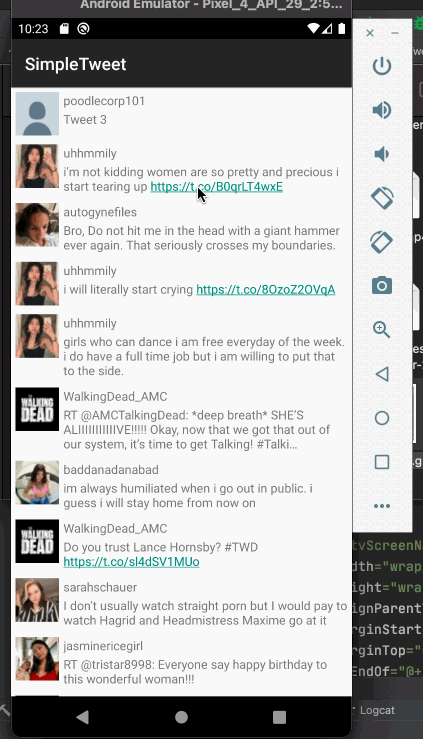 Android Emulator - Pixel_4_API_29_2:5...
10:23
SimpleTweet
poodlecorp101
Tweet 3
uhhmmily
i'm not kidding women are so pretty and precious i
start tearing up https://t.co/B0qrLT4wxE
autogynefiles
Bro, Do not hit me in the head with a giant hammer
ever again. That seriously crosses my boundaries.
uhhmmily
i will literally start crying https://t.co/8OzoZ2OVqA
uhhmmily
girls who can dance i am free everyday of the week.
i do have a full time job but i am willing to put that
to the side.
THE WALKING DEAD
WalkingDead_AMC
RT @AMCTalkingDead: *deep breath* SHE'S
ALIIIIIIIIIIIVE!!!!! Okay, now that we got that out of
our system, it's time to get Talking! #Talki...
baddanadanabad
im always humiliated when i go out in public. i
guess i will stay home from now on
THE WALKING DEAD
WalkingDead_AMC
Do you trust Lance Hornsby? #TWD
https://t.co/sl4dSV1MUo
sarahschauer
I don't usually watch straight porn but I would pay to
watch Hagrid and Headmistress Maxime go at it
jasminericegirl
RT @tristar8998: Everyone say happy birthday to
this wonderful woman!!!
tvScreenN
dth="wrap
ight="wra
ignParent
rginStart
rginTop="
EndOf="@+
Logcat